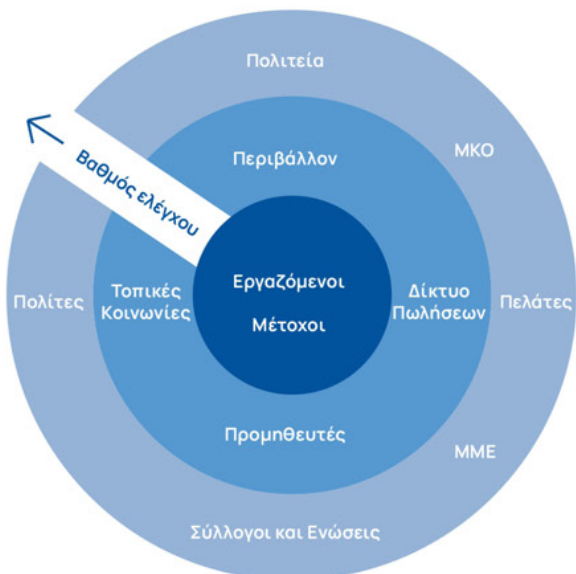 Πολιτεία
ΜΚΟ
Περιβάλλον
Βαθμός ελέγχου
Εργαζόμενοι
Μέτοχοι
Πολίτες
Τοπικές
Κοινωνίες
Δίκτυο
Πωλήσεων
Πελάτες
Προμηθευτές
ΜΜΕ
Σύλλογοι και Ενώσεις